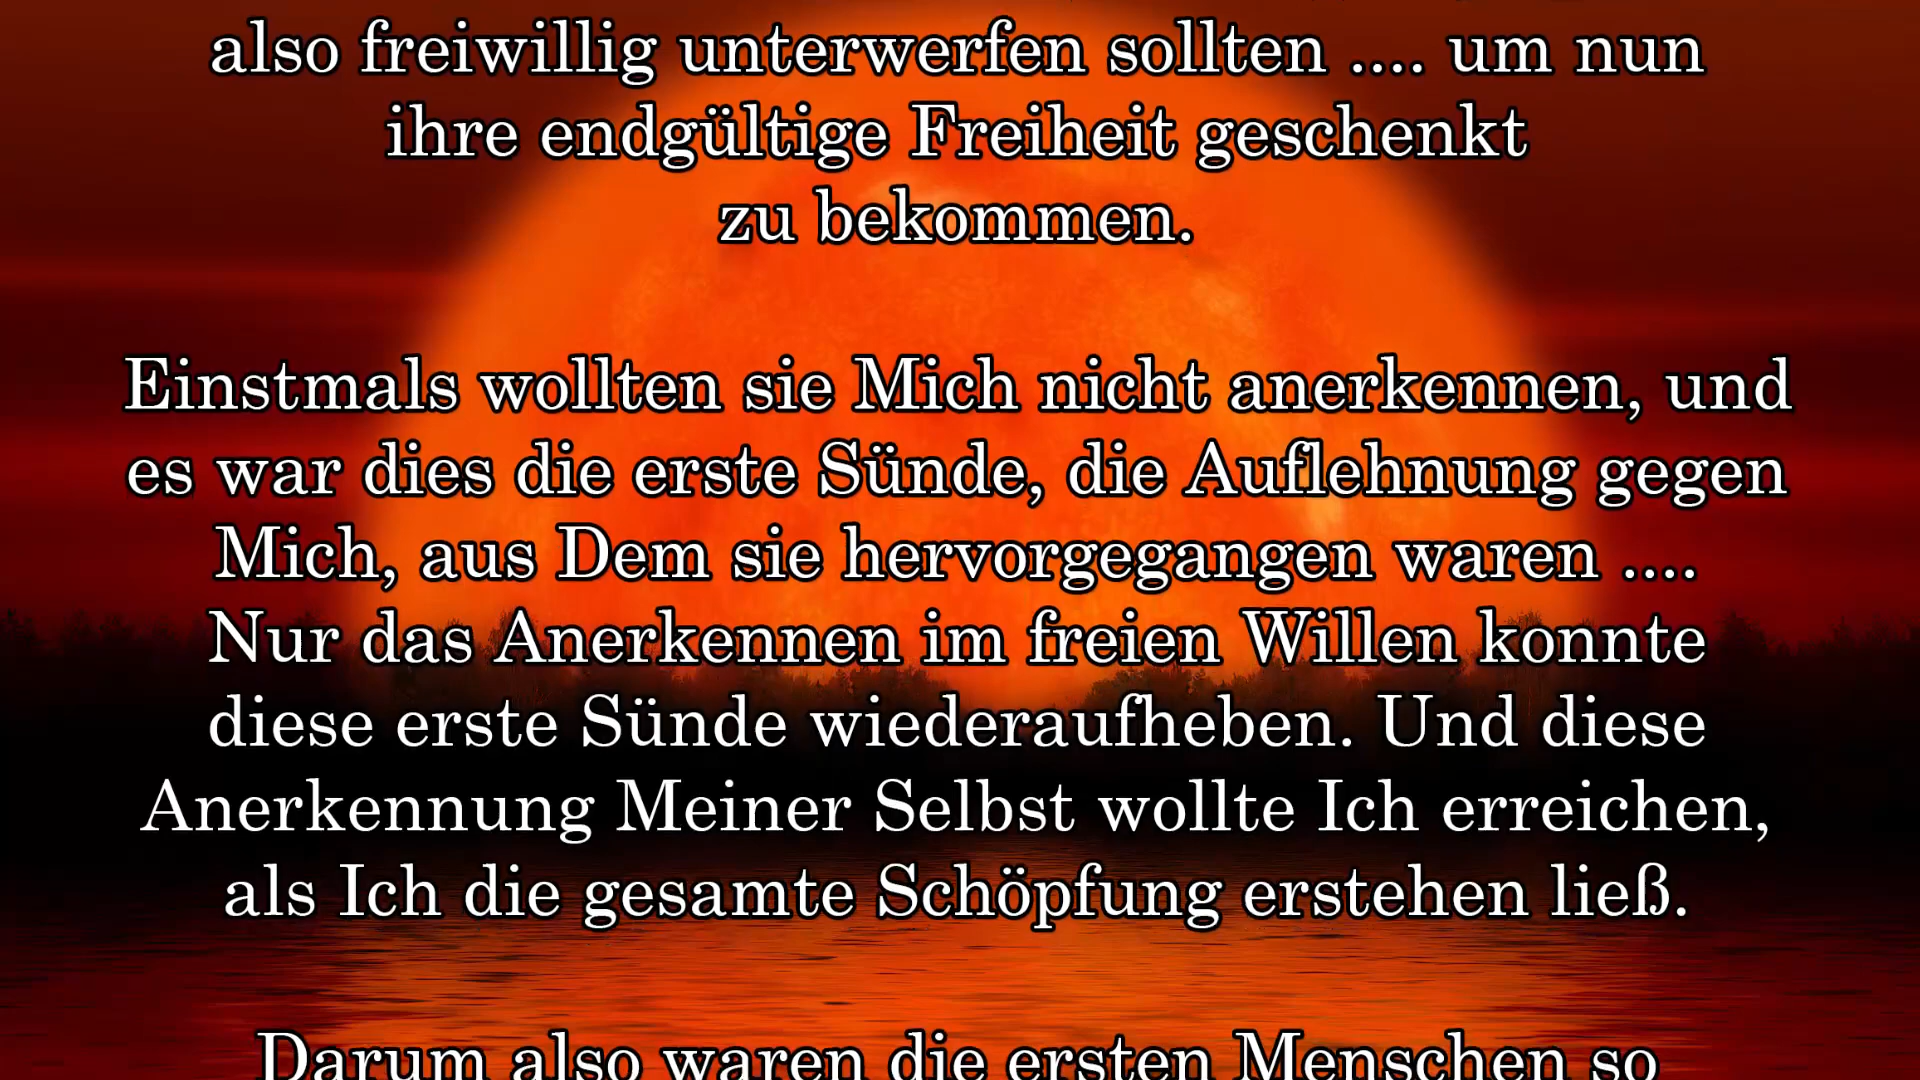 also freiwillig unterwerfen sollten .... um nun
ihre endgültige Freiheit geschenkt
zu bekommen.
Einstmals wollten sie Mich nicht anerkennen, und
es war dies die erste Sünde, die Auflehnung gegen
Mich, aus Dem sie hervorgegangen waren ....
Nur das Anerkennen im freien Willen konnte
diese erste Sünde wiederaufheben. Und diese
Anerkennung Meiner Selbst wollte Ich erreichen,
als Ich die gesamte Schöpfung erstehen ließ.
Darum also waren die ersten Menschen so